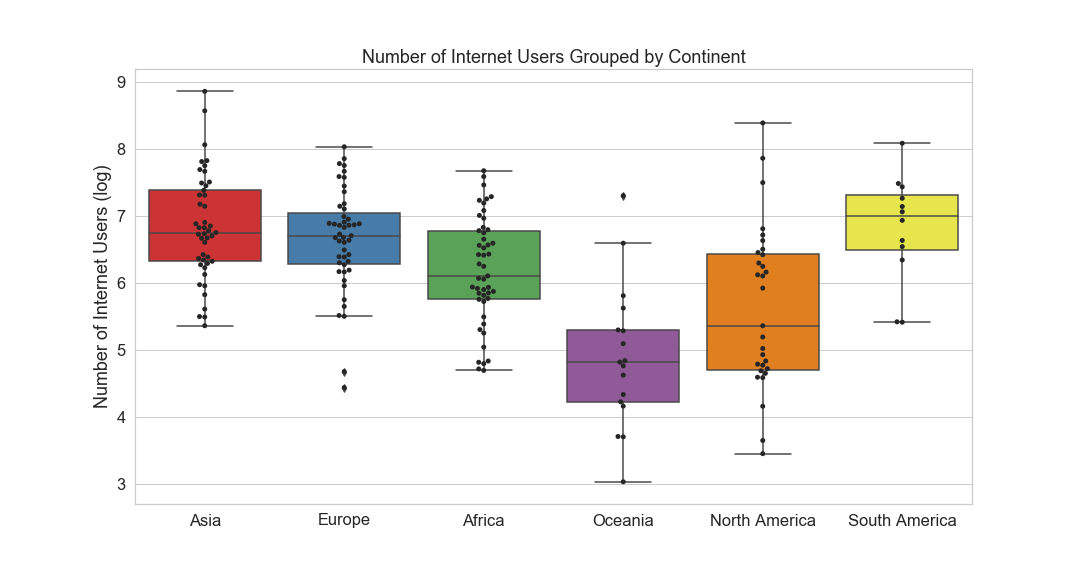 Number of Internet Users Grouped by Continent
Number of Internet Users (log)
9
8
7
6
5
4
3
Asia
Europe
Africa
Oceania
North America
South America